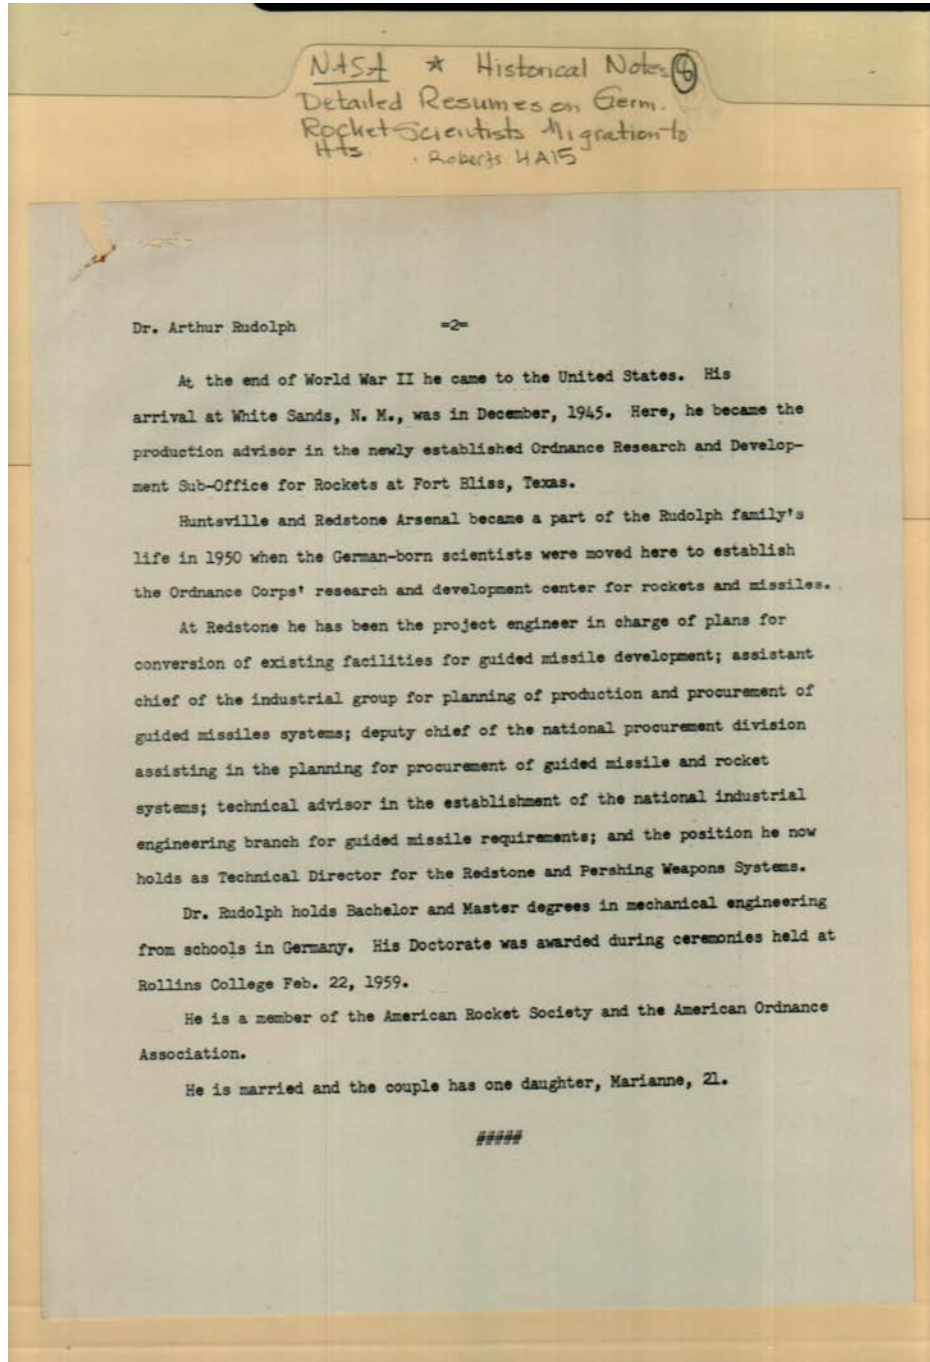 NASA * Historical Notes 6
Detailed Resumes on Germ.
Rocket Scientists Migration to
Hts. Roberts 4A15
Dr. Arthur Rudolph =2=
At the end of World War II he came to the United States. His
arrival at White Sands, N. M., was in December, 1945. Here, he became the
production advisor in the newly established Ordnance Research and Develop-
ment Sub-Office for Rockets at Fort Bliss, Texas.
Huntsville and Redstone Arsenal became a part of the Rudolph family's
life in 1950 when the German-born scientists were moved here to establish
the Ordnance Corps' research and development center for rockets and missiles.
At Redstone he has been the project engineer in charge of plans for
conversion of existing facilities for guided missile development; assistant
chief of the industrial group for planning of production and procurement of
guided missiles systems; deputy chief of the national procurement division
assisting in the planning for procurement of guided missile and rocket
systems; technical advisor in the establishment of the national industrial
engineering branch for guided missile requirements; and the position he now
holds as Technical Director for the Redstone and Pershing Weapons Systems.
Dr. Rudolph holds Bachelor and Master degrees in mechanical engineering
from schools in Germany. His Doctorate was awarded during ceremonies held at
Rollins College Feb. 22, 1959.
He is a member of the American Rocket Society and the American Ordnance
Association.
He is married and the couple has one daughter, Marianne, 21.
#####